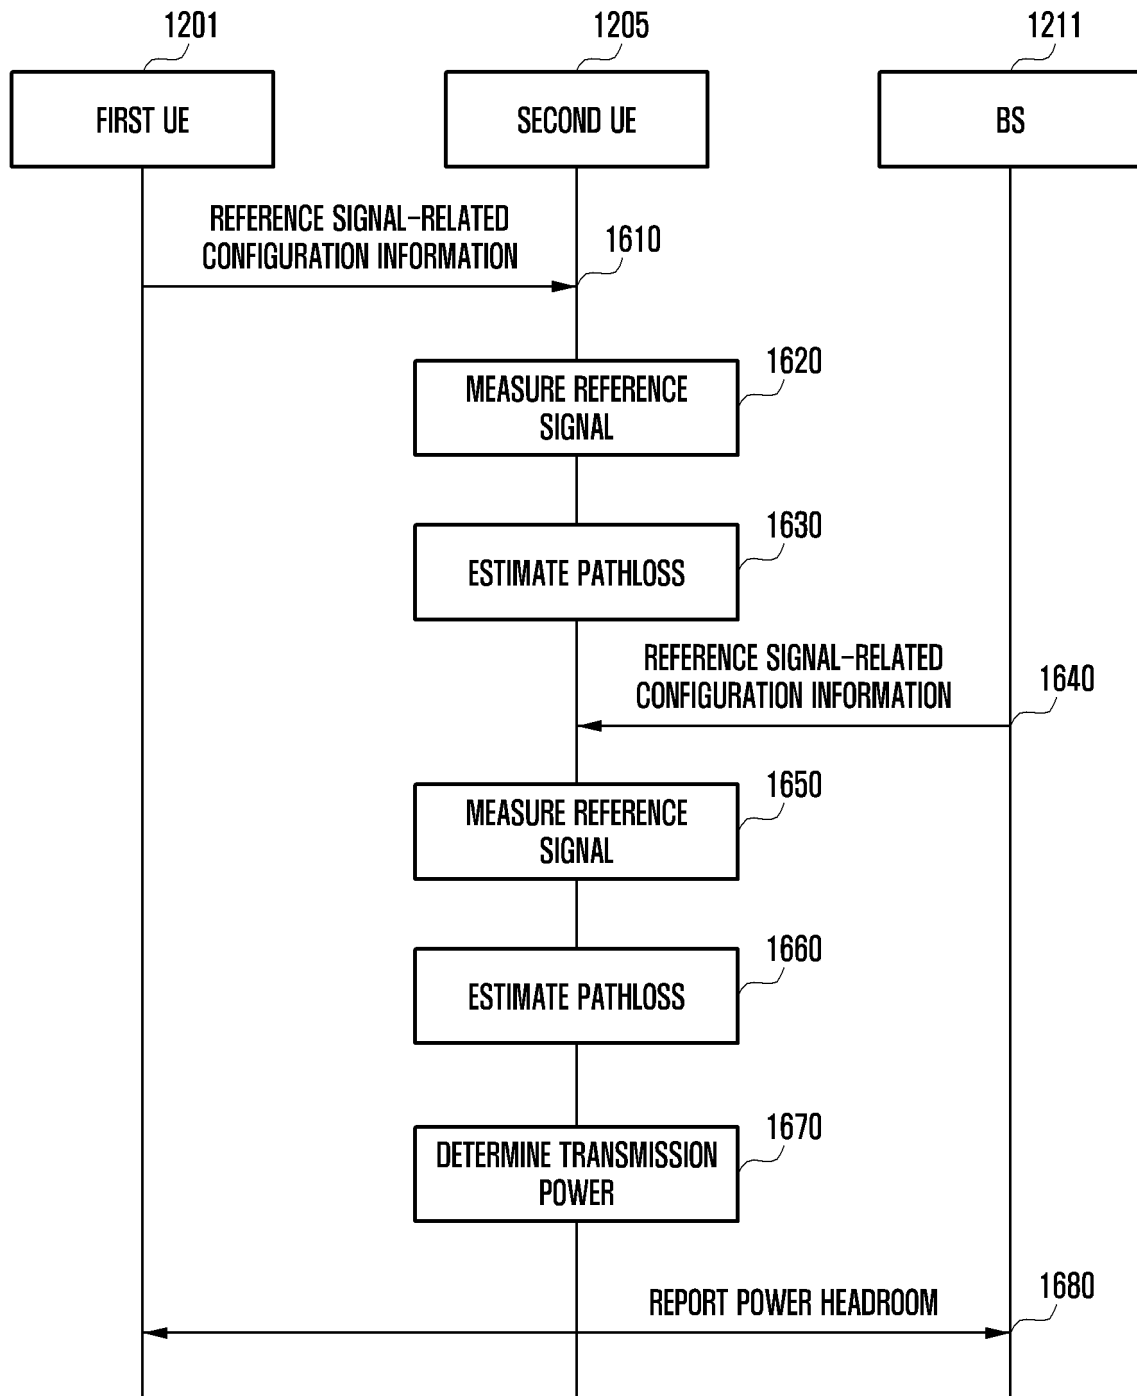 1201
1205
1211
FIRST UE
SECOND UE
BS
REFERENCE SIGNAL-RELATED
CONFIGURATION INFORMATION
1610
1620
MEASURE REFERENCE
SIGNAL
1630
ESTIMATE PATHLOSS
REFERENCE SIGNAL-RELATED
CONFIGURATION INFORMATION
1640
1650
MEASURE REFERENCE
SIGNAL
1660
ESTIMATE PATHLOSS
1670
DETERMINE TRANSMISSION
POWER
REPORT POWER HEADROOM
1680